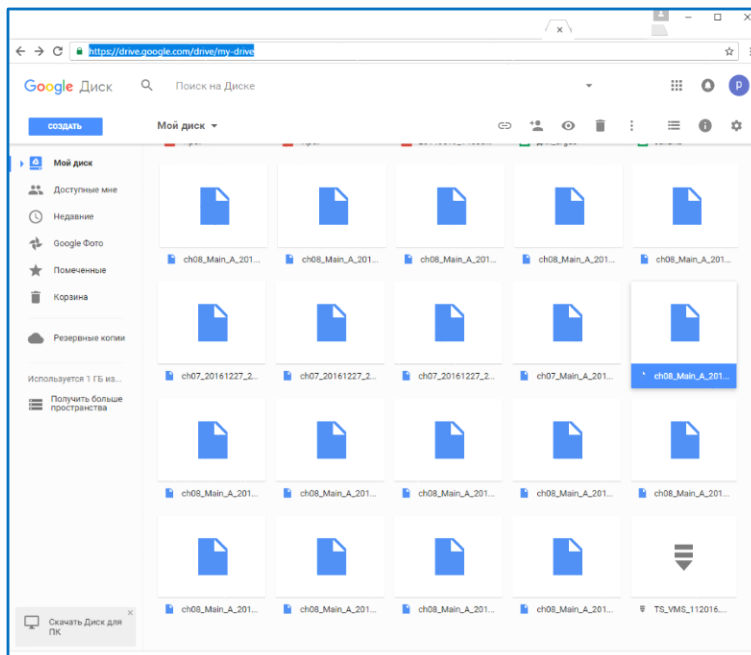 https://drive.google.com/drive/my-drive
Google Диск
Поиск на Диске
p
СОЗДАТЬ
Мой диск
Мой диск
Доступные мне
Недавние
Google Фото
Помеченные
Корзина
Резервные копии
Используется 1 ГБ из...
Получить больше
пространства
ch08_Main_A_201... ch08_Main_A_201... ch08_Main_A_201... ch08_Main_A_201... ch08_Main_A_201...
ch07_20161227_2... ch07_20161227_2... ch07_20161227_2... ch07_Main_A_201... ch08_Main_A_201...
ch08_Main_A_201... ch08_Main_A_201... ch08_Main_A_201... ch08_Main_A_201... ch08_Main_A_201...
ch08_Main_A_201... ch08_Main_A_201... ch08_Main_A_201... ch08_Main_A_201... TS_VMS_112016....
Скачать Диск для
ПК